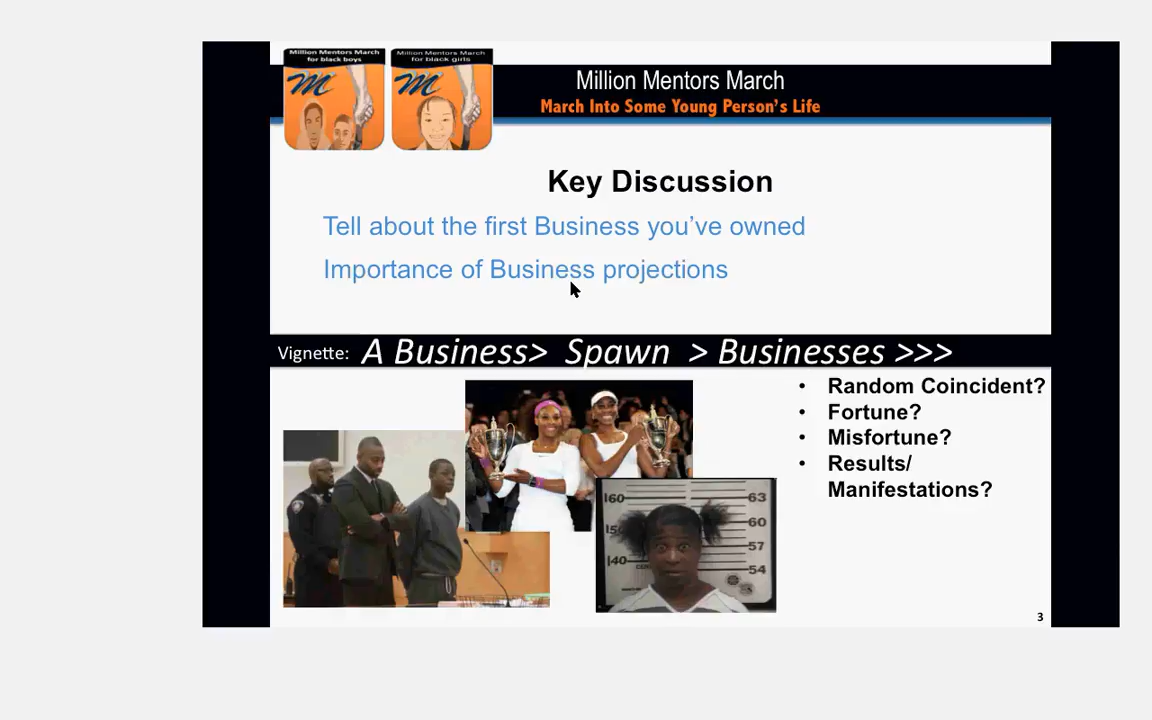 Million Mentors March
for black boys
Million Mentors March
for black girls
Million Mentors March
March Into Some Young Person's Life
Key Discussion
Tell about the first Business you've owned
Importance of Business projections
Vignette: A Business> Spawn > Businesses >>>
• Random Coincident?
• Fortune?
• Misfortune?
• Results/
Manifestations?
160
63
60
57
140
54
3